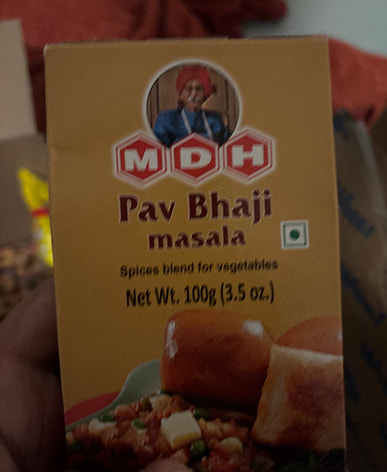 MDH
Pav Bhaji
masala
Spices blend for vegetables
Net Wt. 100g (3.5 oz.)